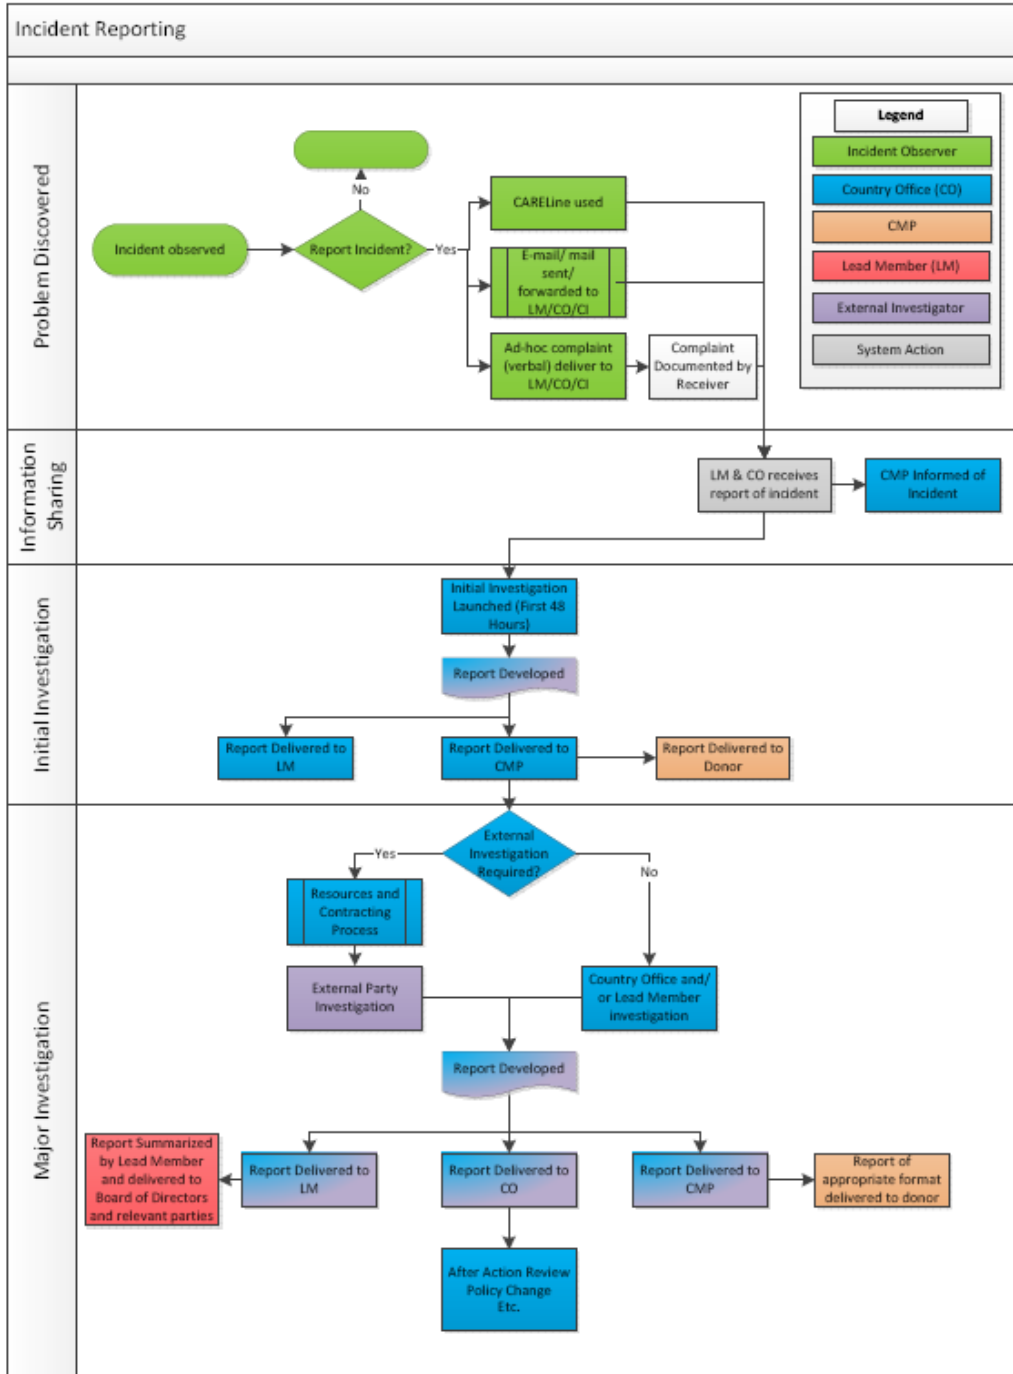 Incident Reporting
Problem Discovered
Legend
Incident Observer
Country Office (CO)
CMP
Lead Member (LM)
External Investigator
System Action
Incident observed
Report Incident?
No
Yes
CARELine used
E-mail/ mail
sent/
forwarded to
LM/CO/CI
Ad-hoc complaint
(verbal) deliver to
LM/CO/CI
Complaint
Documented by
Receiver
Information
Sharing
LM & CO receives
report of incident
CMP Informed of
Incident
Initial Investigation
Initial Investigation
Launched (First 48
Hours)
Report Developed
Report Delivered to
LM
Report Delivered to
CMP
Report Delivered to
Donor
Major Investigation
External
Investigation
Required?
Yes
No
Resources and
Contracting
Process
External Party
Investigation
Country Office and/
or Lead Member
investigation
Report Developed
Report Summarized
by Lead Member
and delivered to
Board of Directors
and relevant parties
Report Delivered to
LM
Report Delivered to
CO
Report Delivered to
CMP
Report of
appropriate format
delivered to donor
After Action Review
Policy Change
Etc.